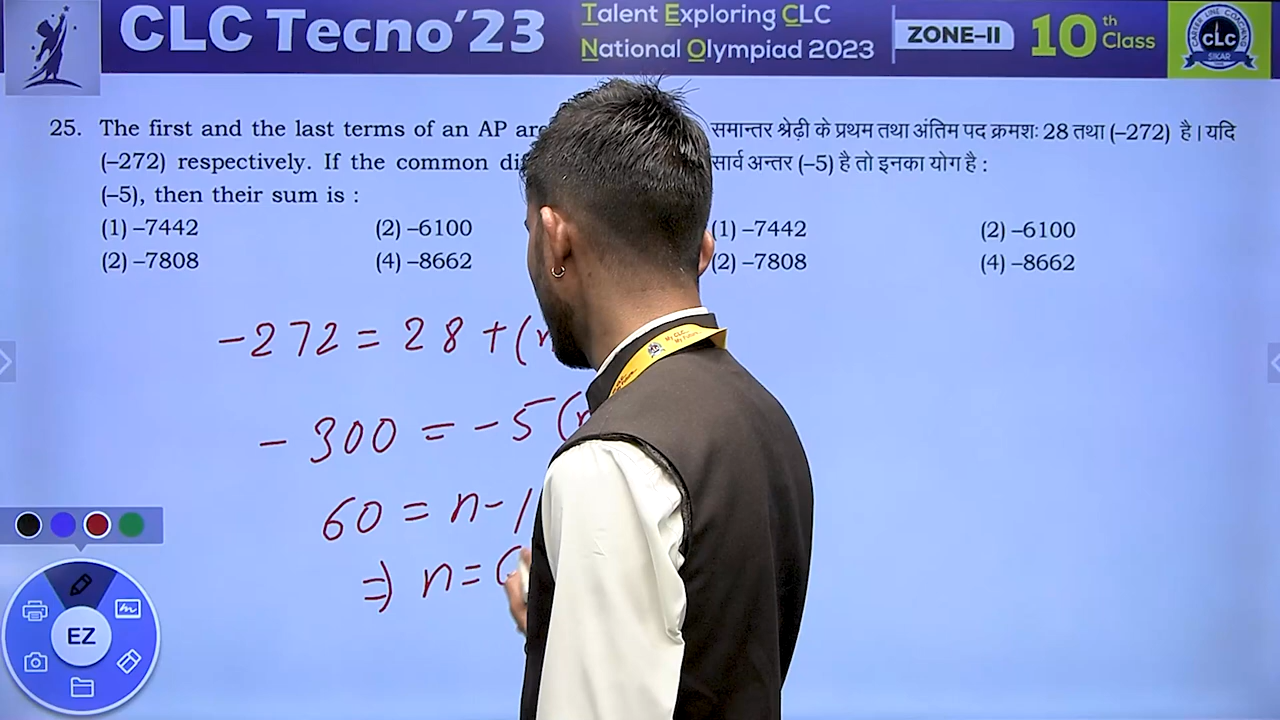 CLC Tecno'23
Talent Exploring CLC
National Olympiad 2023
ZONE-II
10th Class
CAREER LINE COACHING
CLC
SIKAR
25. The first and the last terms of an AP are
(–272) respectively. If the common
(–5), then their sum is :
(1) –7442 (2) –6100
(2) –7808 (4) –8662
समान्तर श्रेढ़ी के प्रथम तथा अंतिम पद क्रमशः 28 तथा (–272) है। यदि
सार्व अन्तर (–5) है तो इनका योग है :
(1) –7442 (2) –6100
(2) –7808 (4) –8662
-272 = 28 + (
-300 = -5 (
60 = n-1
⇒ n =
EZ